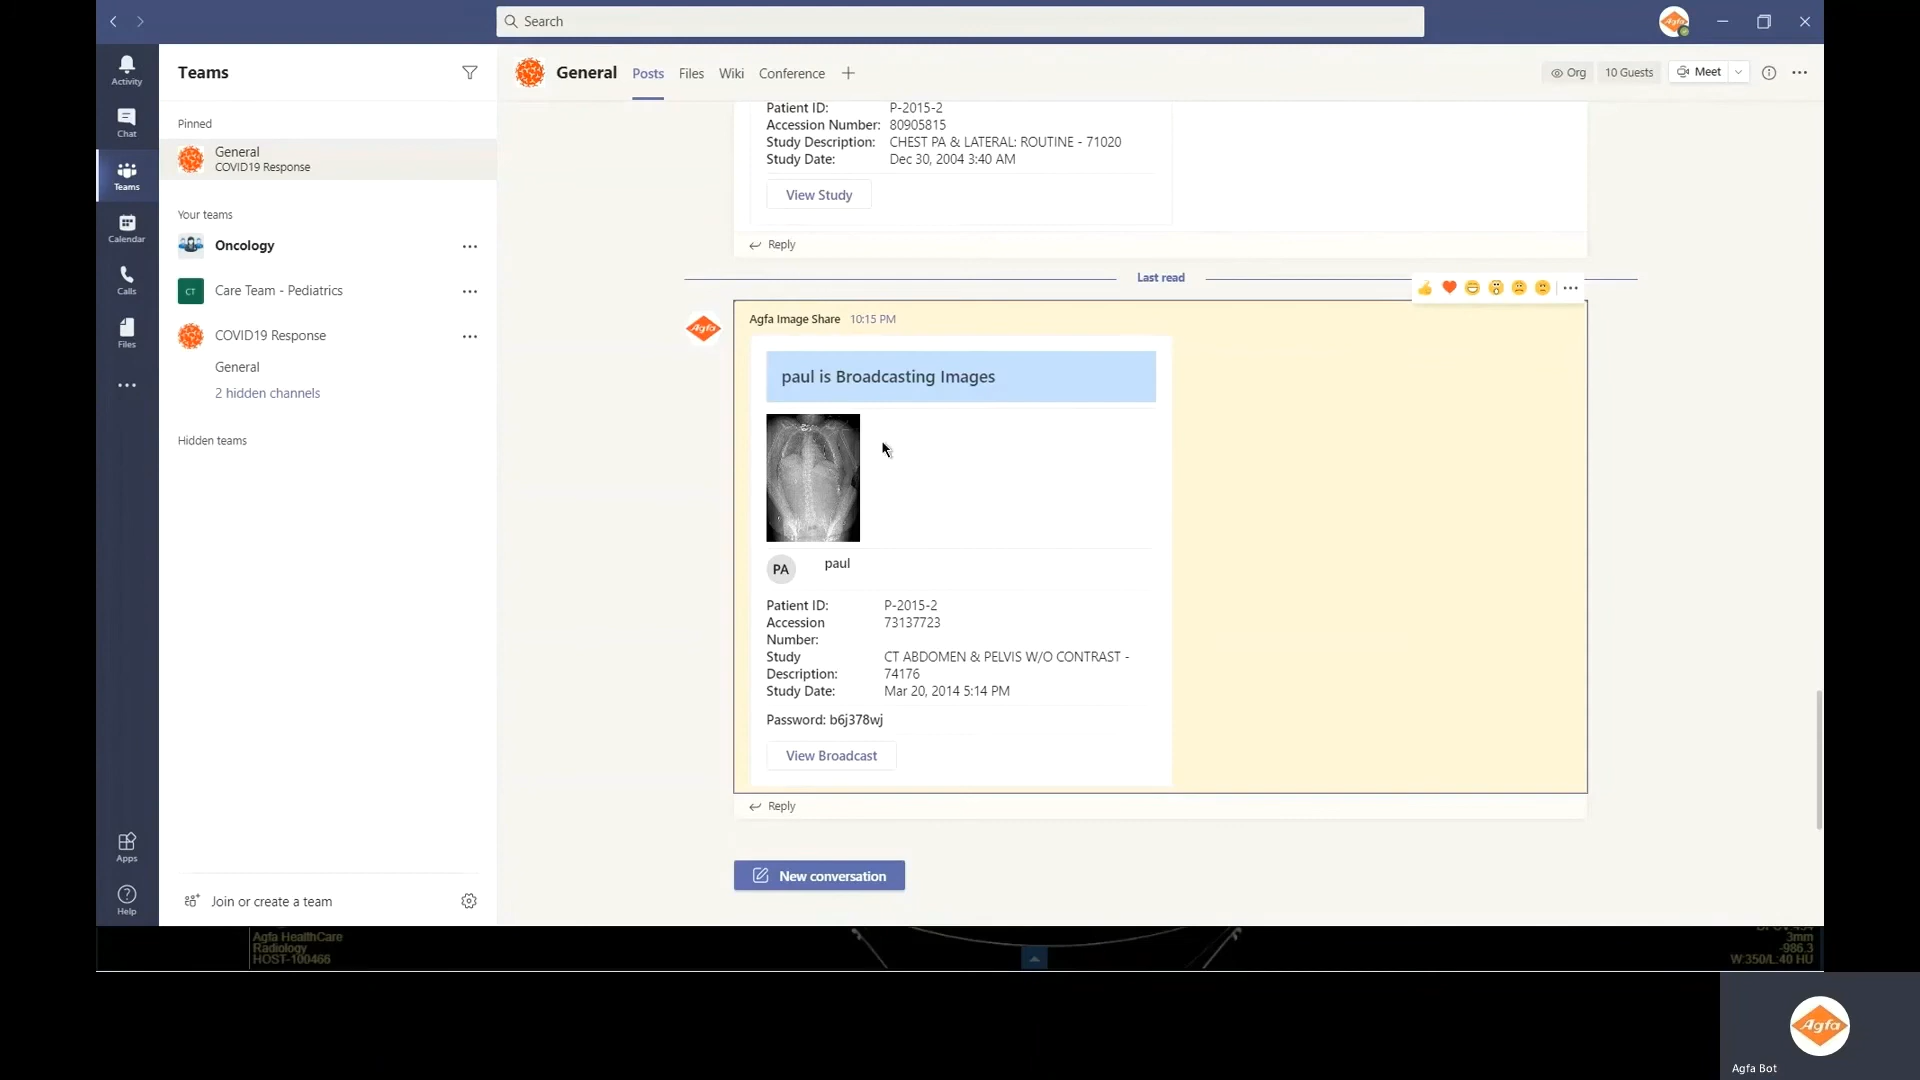 Search
Activity
Chat
Teams
Calendar
Calls
Files
Apps
Help
Teams
Pinned
General
COVID19 Response
Your teams
Oncology
CT
Care Team - Pediatrics
COVID19 Response
General
2 hidden channels
Hidden teams
Join or create a team
General Posts Files Wiki Conference
Org 10 Guests Meet
Patient ID: P-2015-2
Accession Number: 80905815
Study Description: CHEST PA & LATERAL: ROUTINE - 71020
Study Date: Dec 30, 2004 3:40 AM
View Study
Reply
Last read
Agfa
Agfa Image Share 10:15 PM
paul is Broadcasting Images
PA paul
Patient ID: P-2015-2
Accession 73137723
Number:
Study CT ABDOMEN & PELVIS W/O CONTRAST -
Description: 74176
Study Date: Mar 20, 2014 5:14 PM
Password: b6j378wj
View Broadcast
Reply
New conversation
Agfa HealthCare
Radiology
HOST-100466
3mm
-986.3
W:350/L:40 HU
Agfa
Agfa Bot